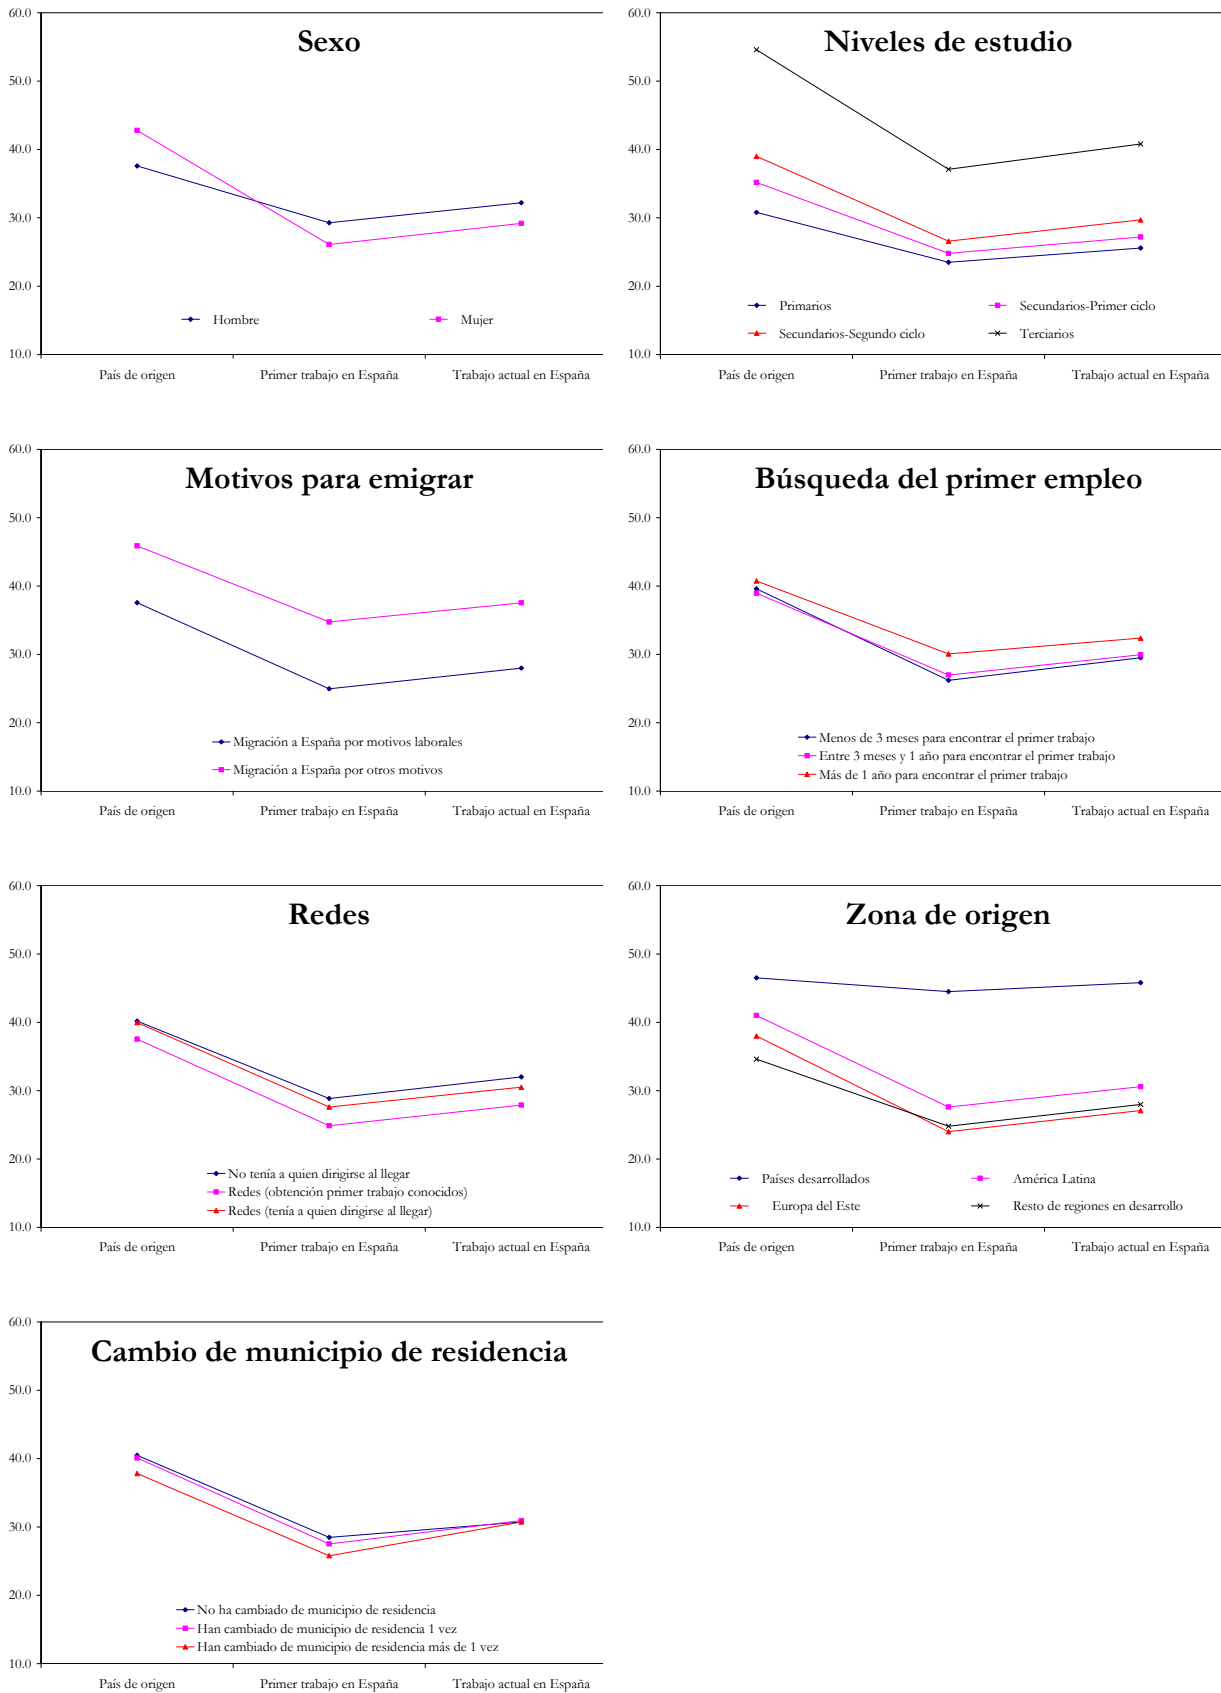 Sexo
60.0
50.0
40.0
30.0
20.0
10.0
Hombre
Mujer
País de origen
Primer trabajo en España
Trabajo actual en España
Niveles de estudio
60.0
50.0
40.0
30.0
20.0
10.0
Primarios
Secundarios-Primer ciclo
Secundarios-Segundo ciclo
Terciarios
País de origen
Primer trabajo en España
Trabajo actual en España
Motivos para emigrar
60.0
50.0
40.0
30.0
20.0
10.0
Migración a España por motivos laborales
Migración a España por otros motivos
País de origen
Primer trabajo en España
Trabajo actual en España
Búsqueda del primer empleo
60.0
50.0
40.0
30.0
20.0
10.0
Menos de 3 meses para encontrar el primer trabajo
Entre 3 meses y 1 año para encontrar el primer trabajo
Más de 1 año para encontrar el primer trabajo
País de origen
Primer trabajo en España
Trabajo actual en España
Redes
60.0
50.0
40.0
30.0
20.0
10.0
No tenía a quien dirigirse al llegar
Redes (obtención primer trabajo conocidos)
Redes (tenía a quien dirigirse al llegar)
País de origen
Primer trabajo en España
Trabajo actual en España
Zona de origen
60.0
50.0
40.0
30.0
20.0
10.0
Países desarrollados
América Latina
Europa del Este
Resto de regiones en desarrollo
País de origen
Primer trabajo en España
Trabajo actual en España
Cambio de municipio de residencia
60.0
50.0
40.0
30.0
20.0
10.0
No ha cambiado de municipio de residencia
Han cambiado de municipio de residencia 1 vez
Han cambiado de municipio de residencia más de 1 vez
País de origen
Primer trabajo en España
Trabajo actual en España